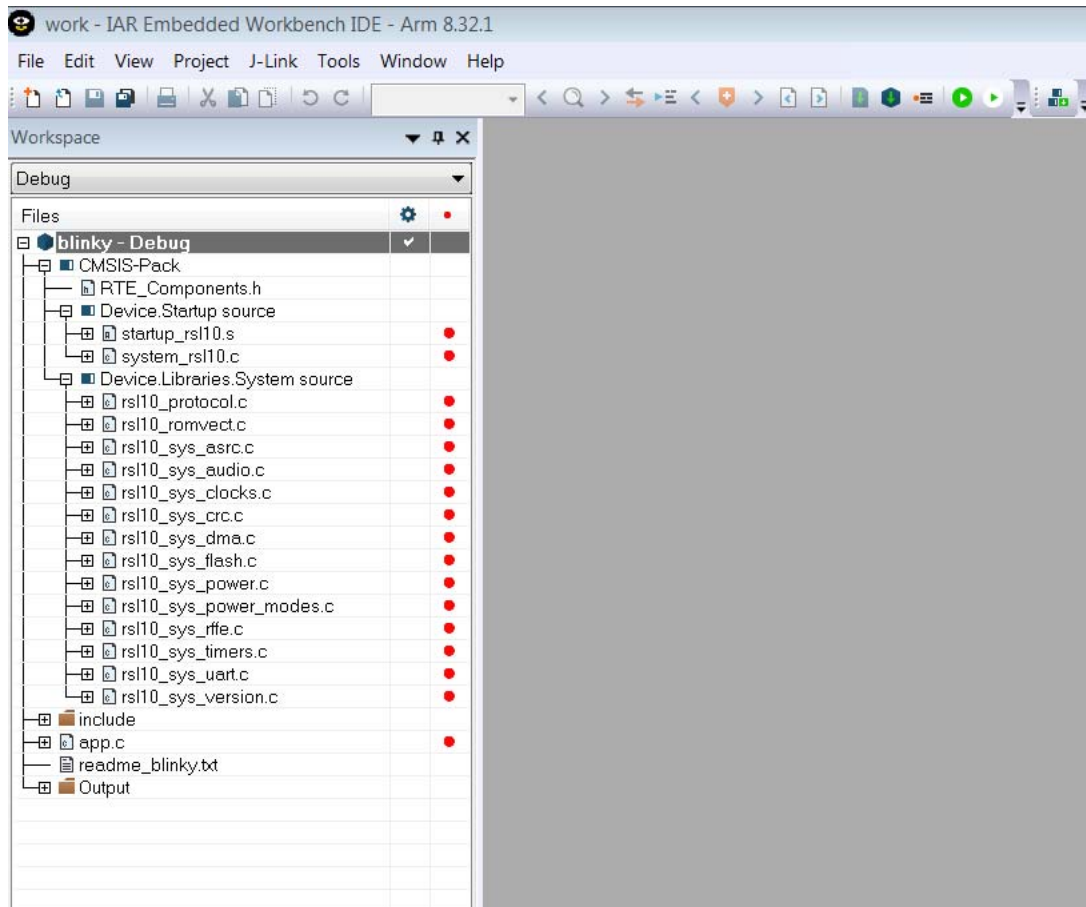 work - IAR Embedded Workbench IDE - Arm 8.32.1
File Edit View Project J-Link Tools Window Help
Workspace
Debug
Files
blinky - Debug
CMSIS-Pack
RTE_Components.h
Device.Startup source
startup_rsl10.s
system_rsl10.c
Device.Libraries.System source
rsl10_protocol.c
rsl10_romvect.c
rsl10_sys_asrc.c
rsl10_sys_audio.c
rsl10_sys_clocks.c
rsl10_sys_crc.c
rsl10_sys_dma.c
rsl10_sys_flash.c
rsl10_sys_power.c
rsl10_sys_power_modes.c
rsl10_sys_rffe.c
rsl10_sys_timers.c
rsl10_sys_uart.c
rsl10_sys_version.c
include
app.c
readme_blinky.txt
Output